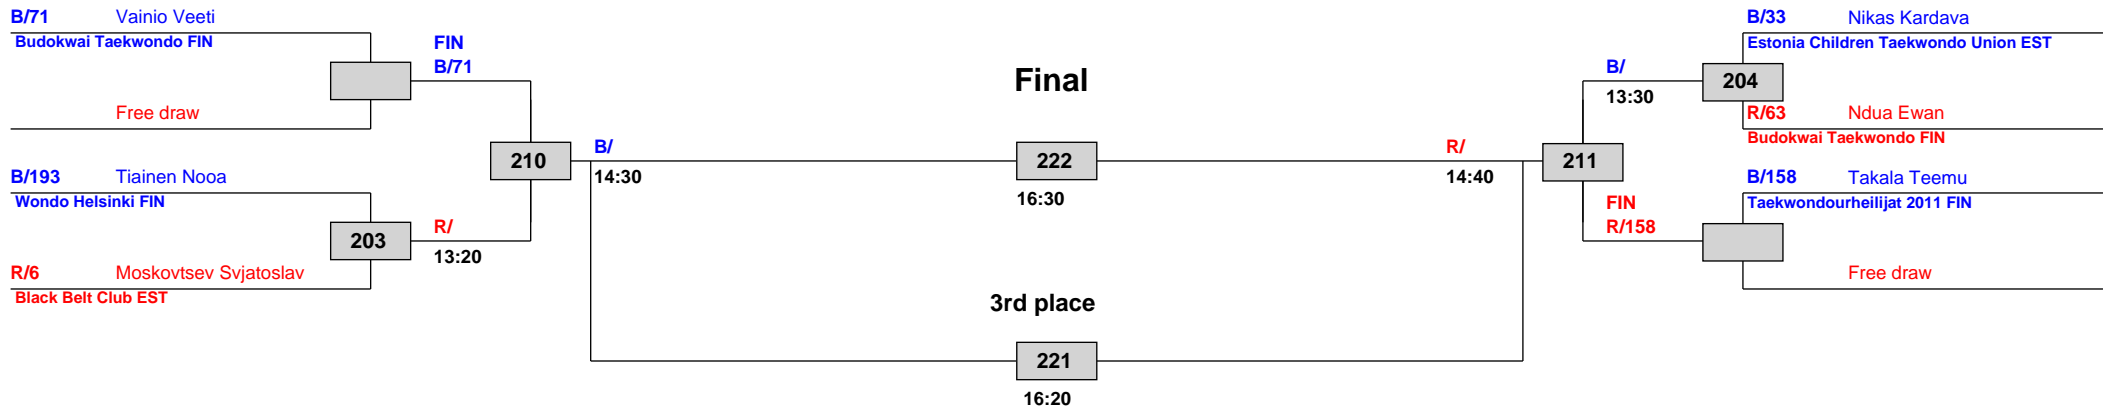 B/71 Vainio Veeti
Budokwai Taekwondo FIN
Free draw
FIN
B/71
B/193 Tiainen Nooa
Wondo Helsinki FIN
203
R/6 Moskovtsev Svjatoslav
Black Belt Club EST
R/
13:20
210
B/
14:30
Final
222
16:30
3rd place
221
16:20
R/
14:40
211
B/
13:30
FIN
R/158
B/33 Nikas Kardava
Estonia Children Taekwondo Union EST
204
R/63 Ndua Ewan
Budokwai Taekwondo FIN
B/158 Takala Teemu
Taekwondourheilijat 2011 FIN
Free draw